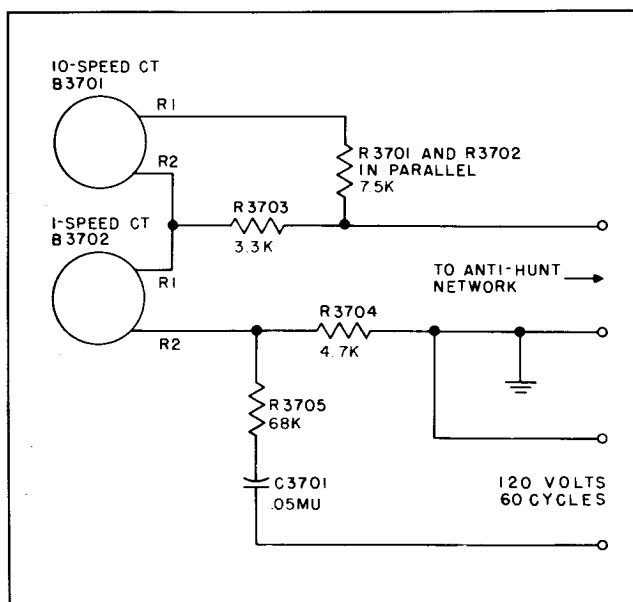 10-SPEED CT
B3701
R1
R2
R3701 AND R3702
IN PARALLEL
7.5K
R3703
3.3K
1-SPEED CT
B3702
R1
R2
TO ANTI-HUNT
NETWORK
R3704
4.7K
R3705
68K
C3701
.05MU
120 VOLTS
60 CYCLES